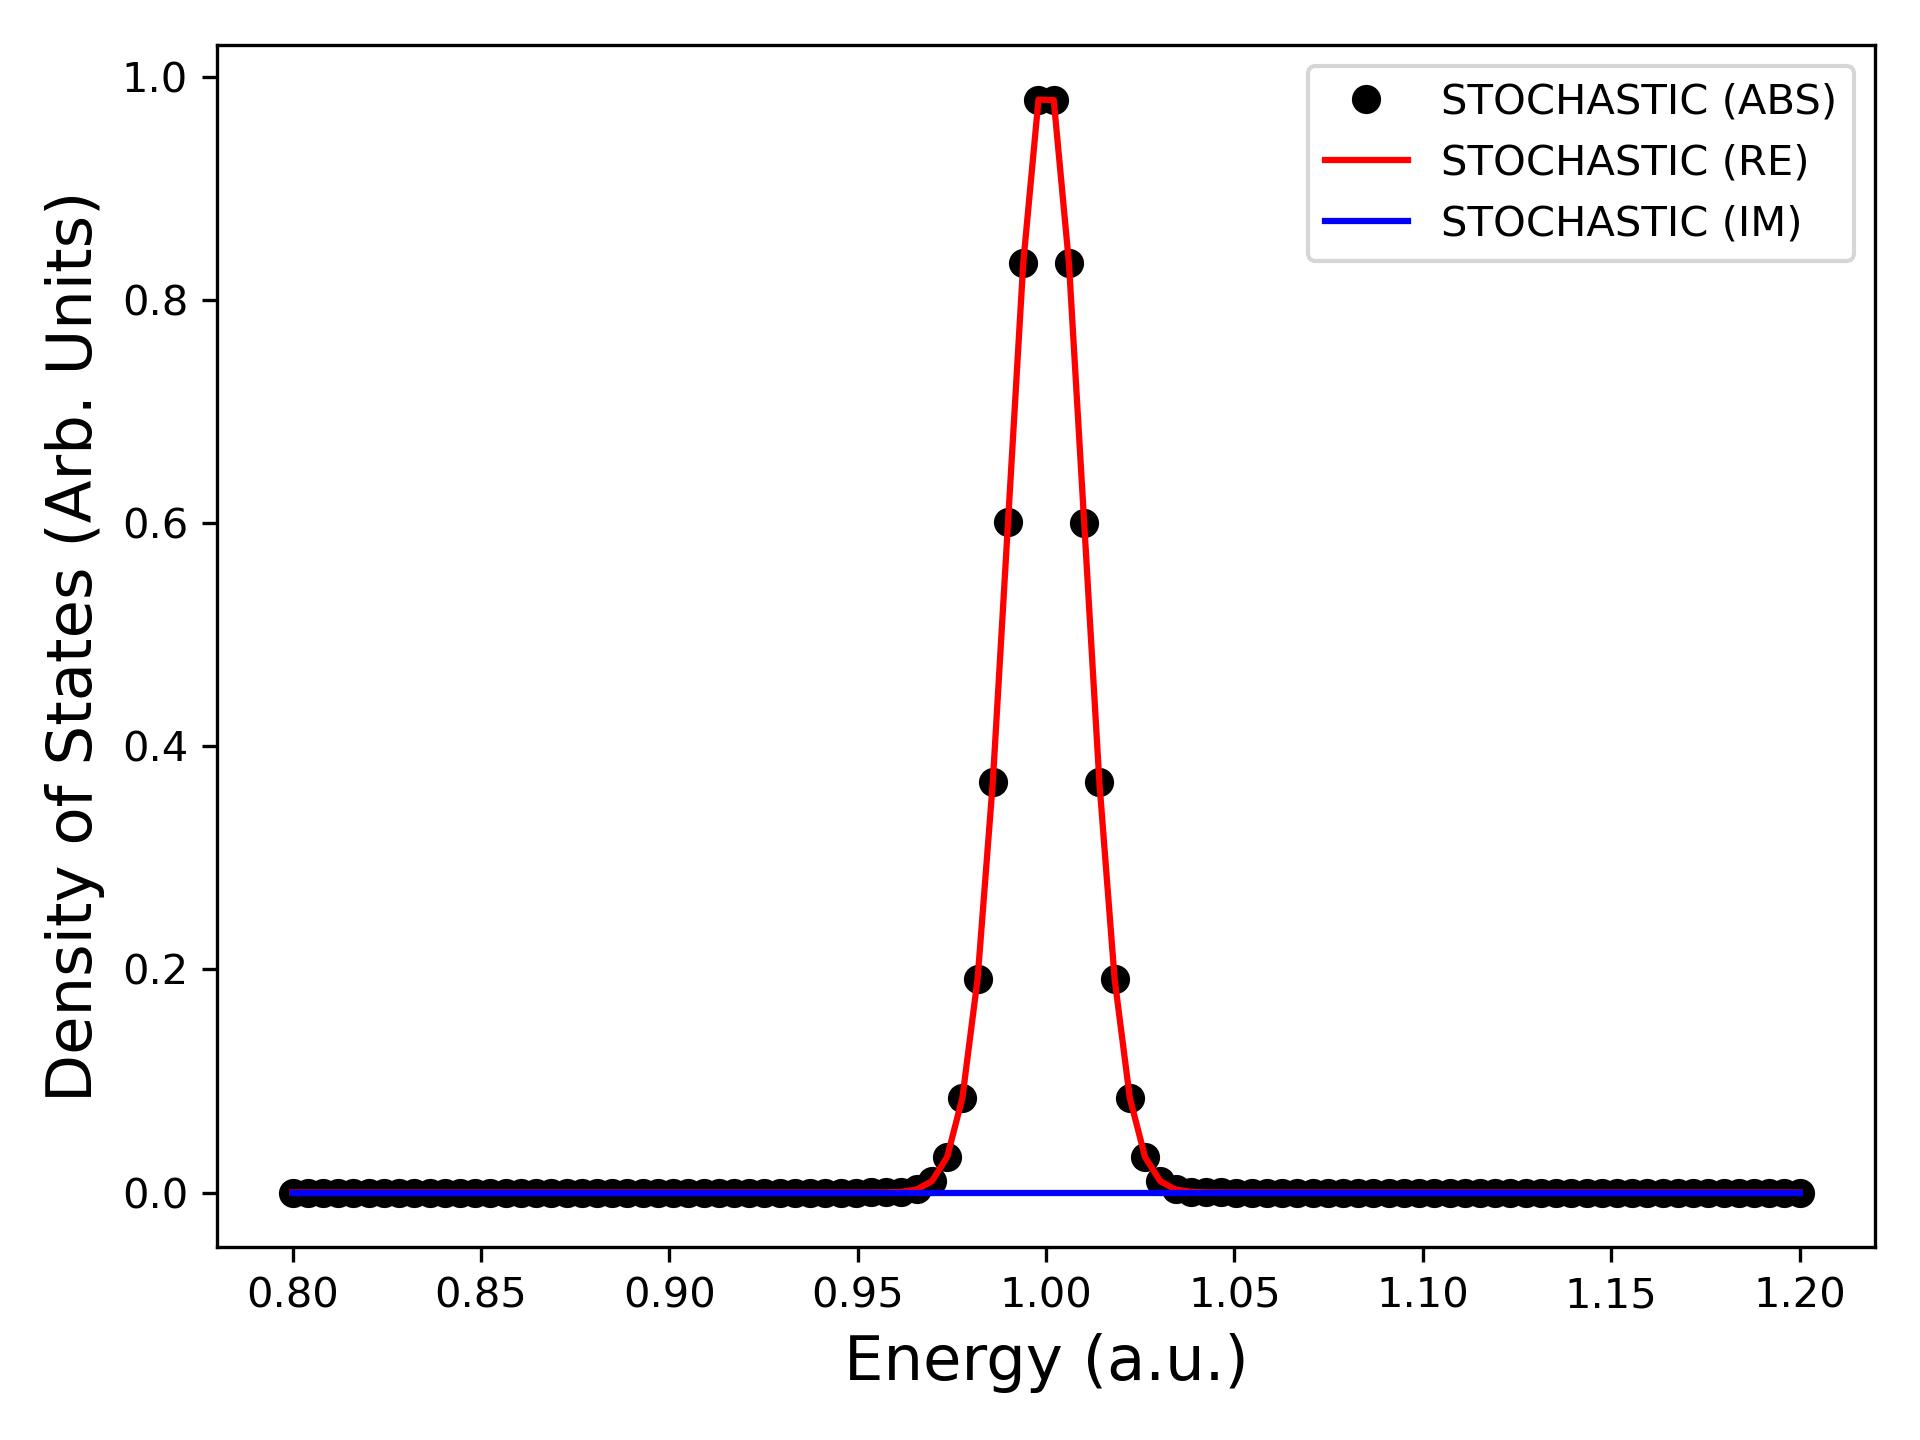 STOCHASTIC (ABS)
STOCHASTIC (RE)
STOCHASTIC (IM)
Density of States (Arb. Units)
1.0
0.8
0.6
0.4
0.2
0.0
0.80 0.85 0.90 0.95 1.00 1.05 1.10 1.15 1.20
Energy (a.u.)